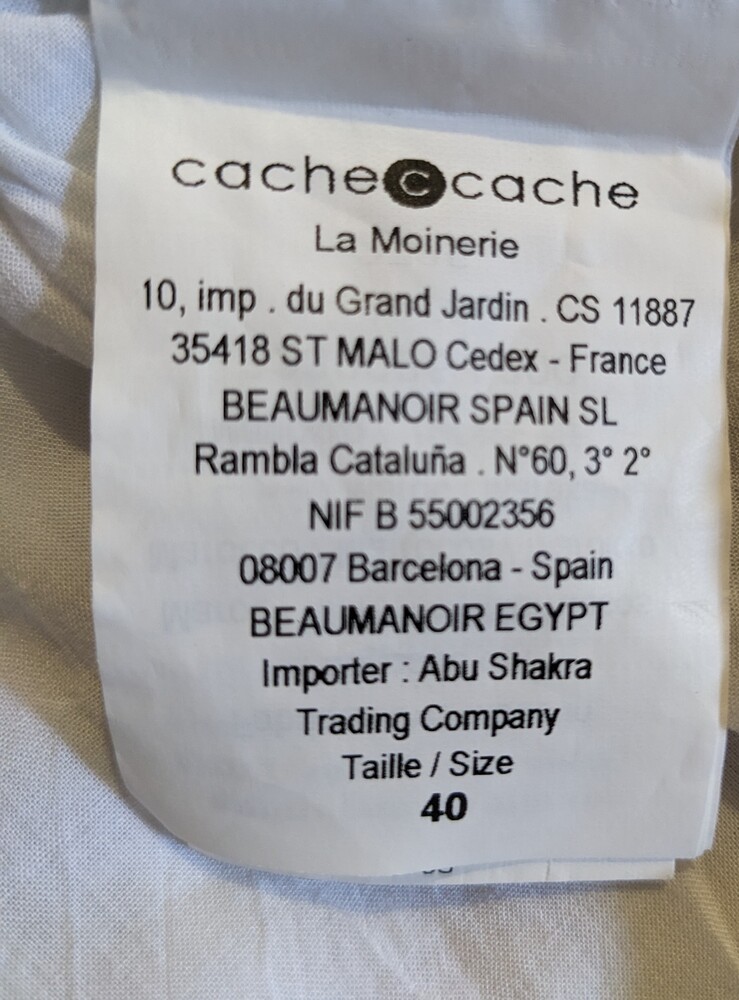 cache c cache
La Moinerie
10, imp . du Grand Jardin . CS 11887
35418 ST MALO Cedex - France
BEAUMANOIR SPAIN SL
Rambla Cataluña . N°60, 3° 2°
NIF B 55002356
08007 Barcelona - Spain
BEAUMANOIR EGYPT
Importer : Abu Shakra
Trading Company
Taille / Size
40